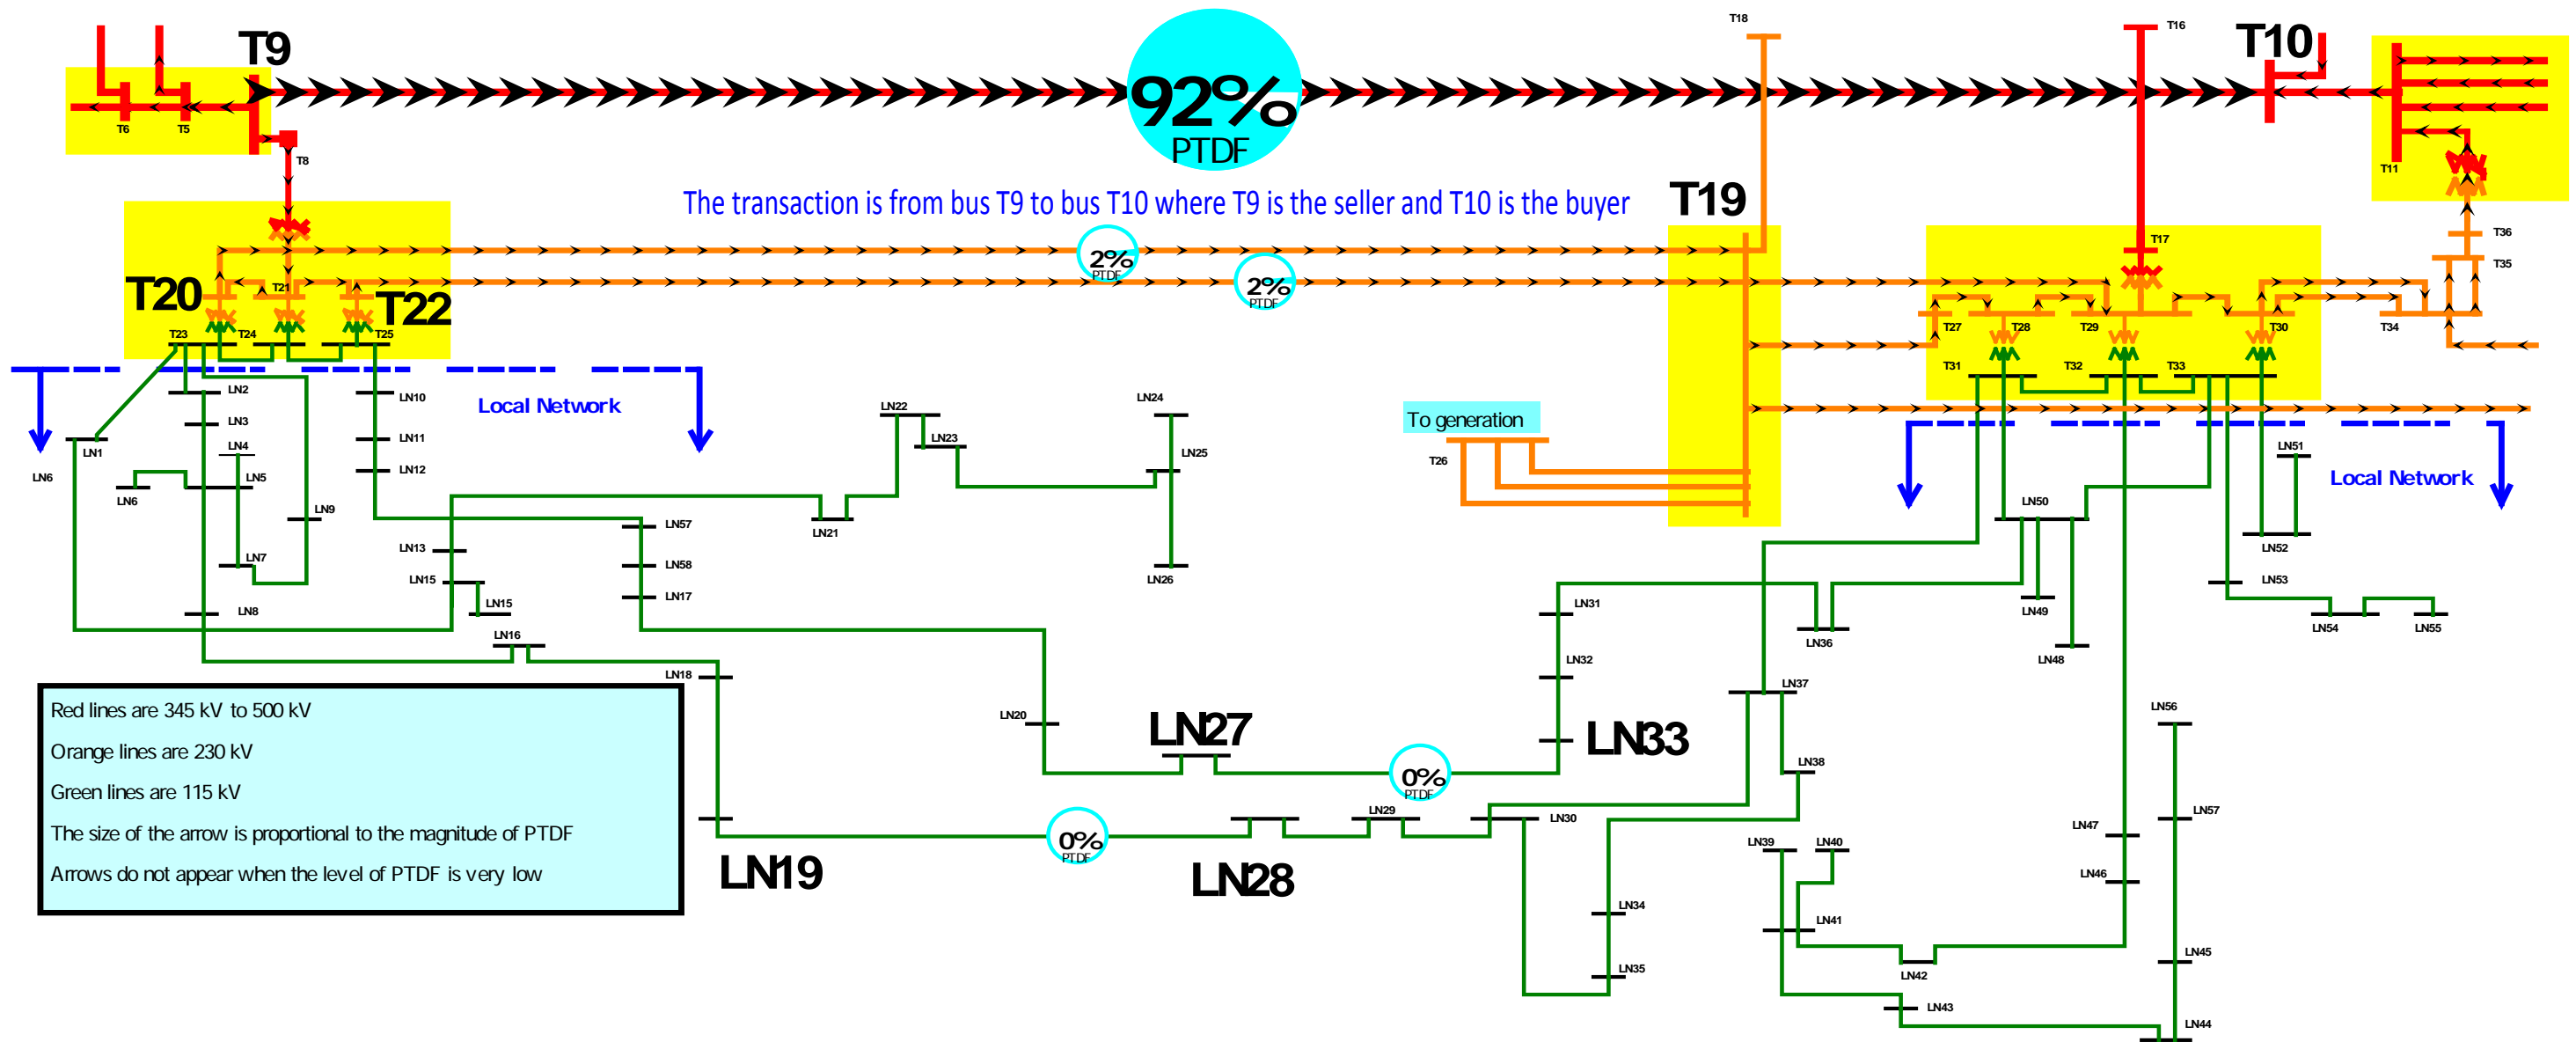 T9
T18
T16
T10
92%
PTDF
T6
T5
T8
T11
The transaction is from bus T9 to bus T10 where T9 is the seller and T10 is the buyer
T19
T17
T36
T35
2%
PTDF
2%
PTDF
T20
T21
T22
T23
T24
T25
T27
T28
T29
T30
T34
T31
T32
T33
LN2
LN10
Local Network
LN3
LN1
LN4
LN11
LN12
LN6
LN5
LN6
LN9
LN7
LN8
LN22
LN23
LN24
LN25
LN21
LN26
To generation
T26
LN51
Local Network
LN50
LN52
LN53
LN49
LN48
LN54
LN55
LN13
LN15
LN15
LN57
LN58
LN17
LN16
LN18
LN31
LN36
LN32
LN37
LN20
LN27
LN33
LN38
LN56
0%
PTDF
Red lines are 345 kV to 500 kV
Orange lines are 230 kV
Green lines are 115 kV
The size of the arrow is proportional to the magnitude of PTDF
Arrows do not appear when the level of PTDF is very low
LN19
0%
PTDF
LN28
LN29
LN30
LN39
LN40
LN47
LN57
LN46
LN34
LN41
LN35
LN42
LN45
LN43
LN44